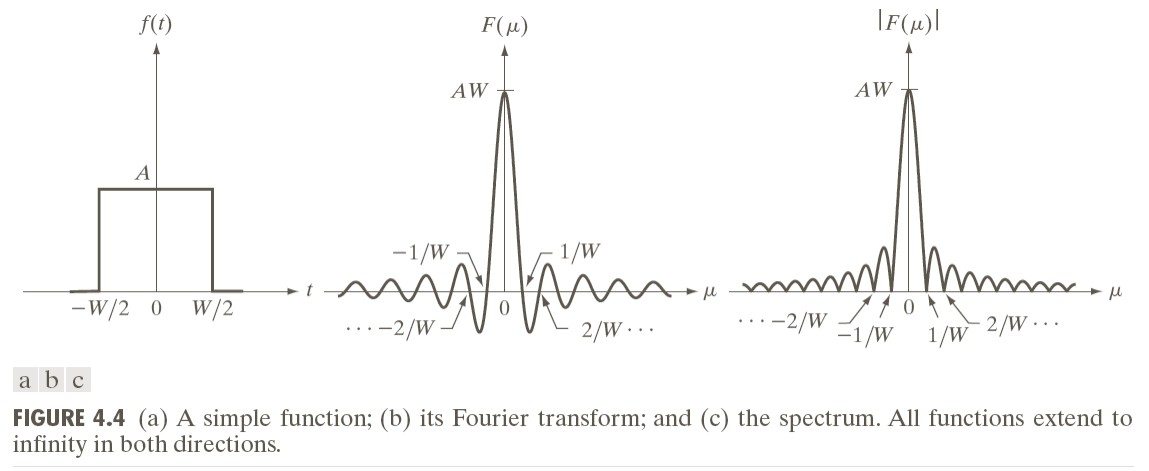 f(t)
A
−W/2 0 W/2
t
F(μ)
AW
−1/W
1/W
0
μ
· · · −2/W
2/W · · ·
|F(μ)|
AW
0
μ
· · · −2/W
−1/W
1/W
2/W · · ·
a b c
FIGURE 4.4 (a) A simple function; (b) its Fourier transform; and (c) the spectrum. All functions extend to
infinity in both directions.